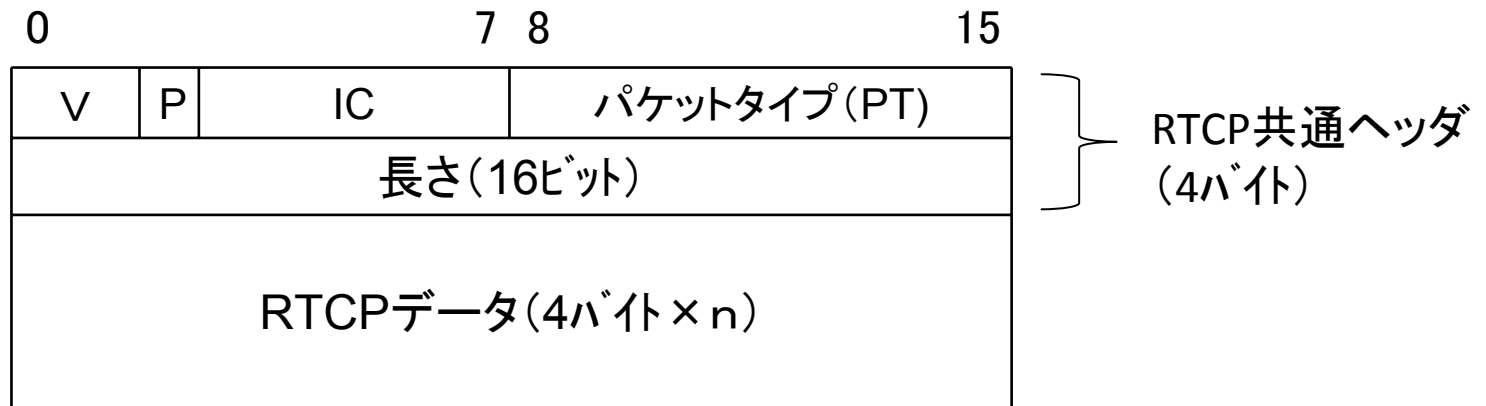 0 7 8 15
V P IC パケットタイプ(PT)
長さ(16ﾋﾞｯﾄ)
RTCPデータ(4ﾊﾞｲﾄ×n)
RTCP共通ヘッダ
(4ﾊﾞｲﾄ)